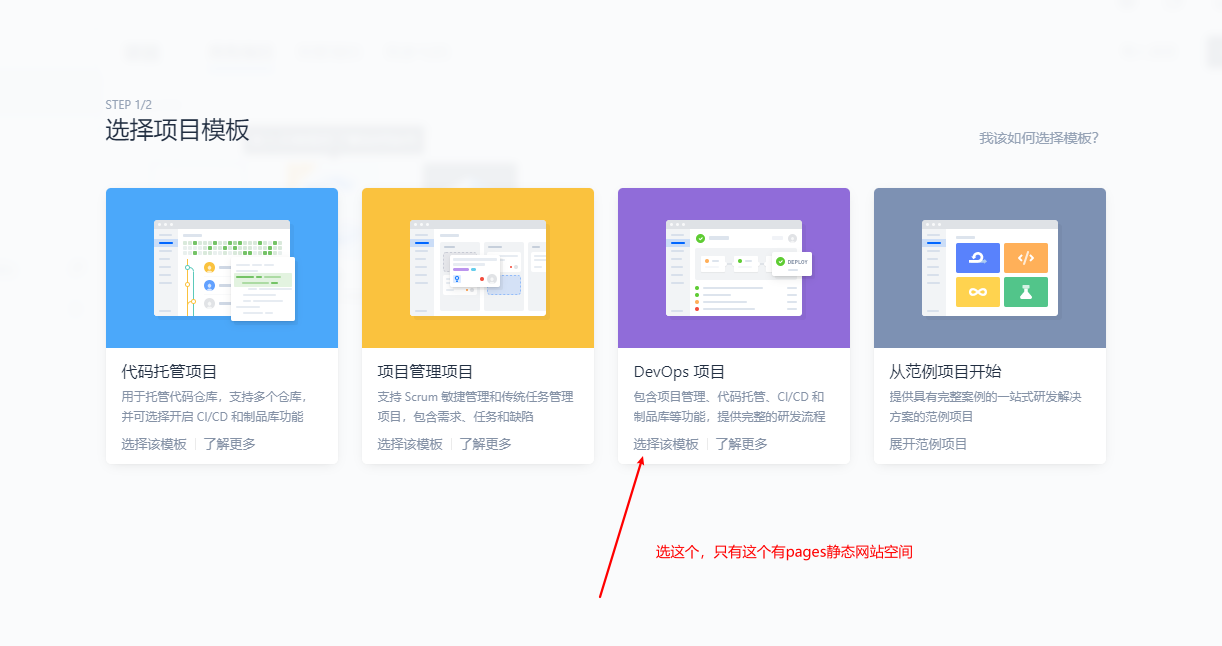 STEP 1/2
选择项目模板
我该如何选择模板?
DEPLOY
代码托管项目
用于托管代码仓库，支持多个仓库，
并可选择开启 CI/CD 和制品库功能
选择该模板
了解更多
项目管理项目
支持 Scrum 敏捷管理和传统任务管理
项目，包含需求、任务和缺陷
选择该模板
了解更多
DevOps 项目
包含项目管理、代码托管、CI/CD 和
制品库等功能，提供完整的研发流程
选择该模板
了解更多
从范例项目开始
提供具有完整案例的一站式研发解决
方案的范例项目
展开范例项目
选这个，只有这个有pages静态网站空间